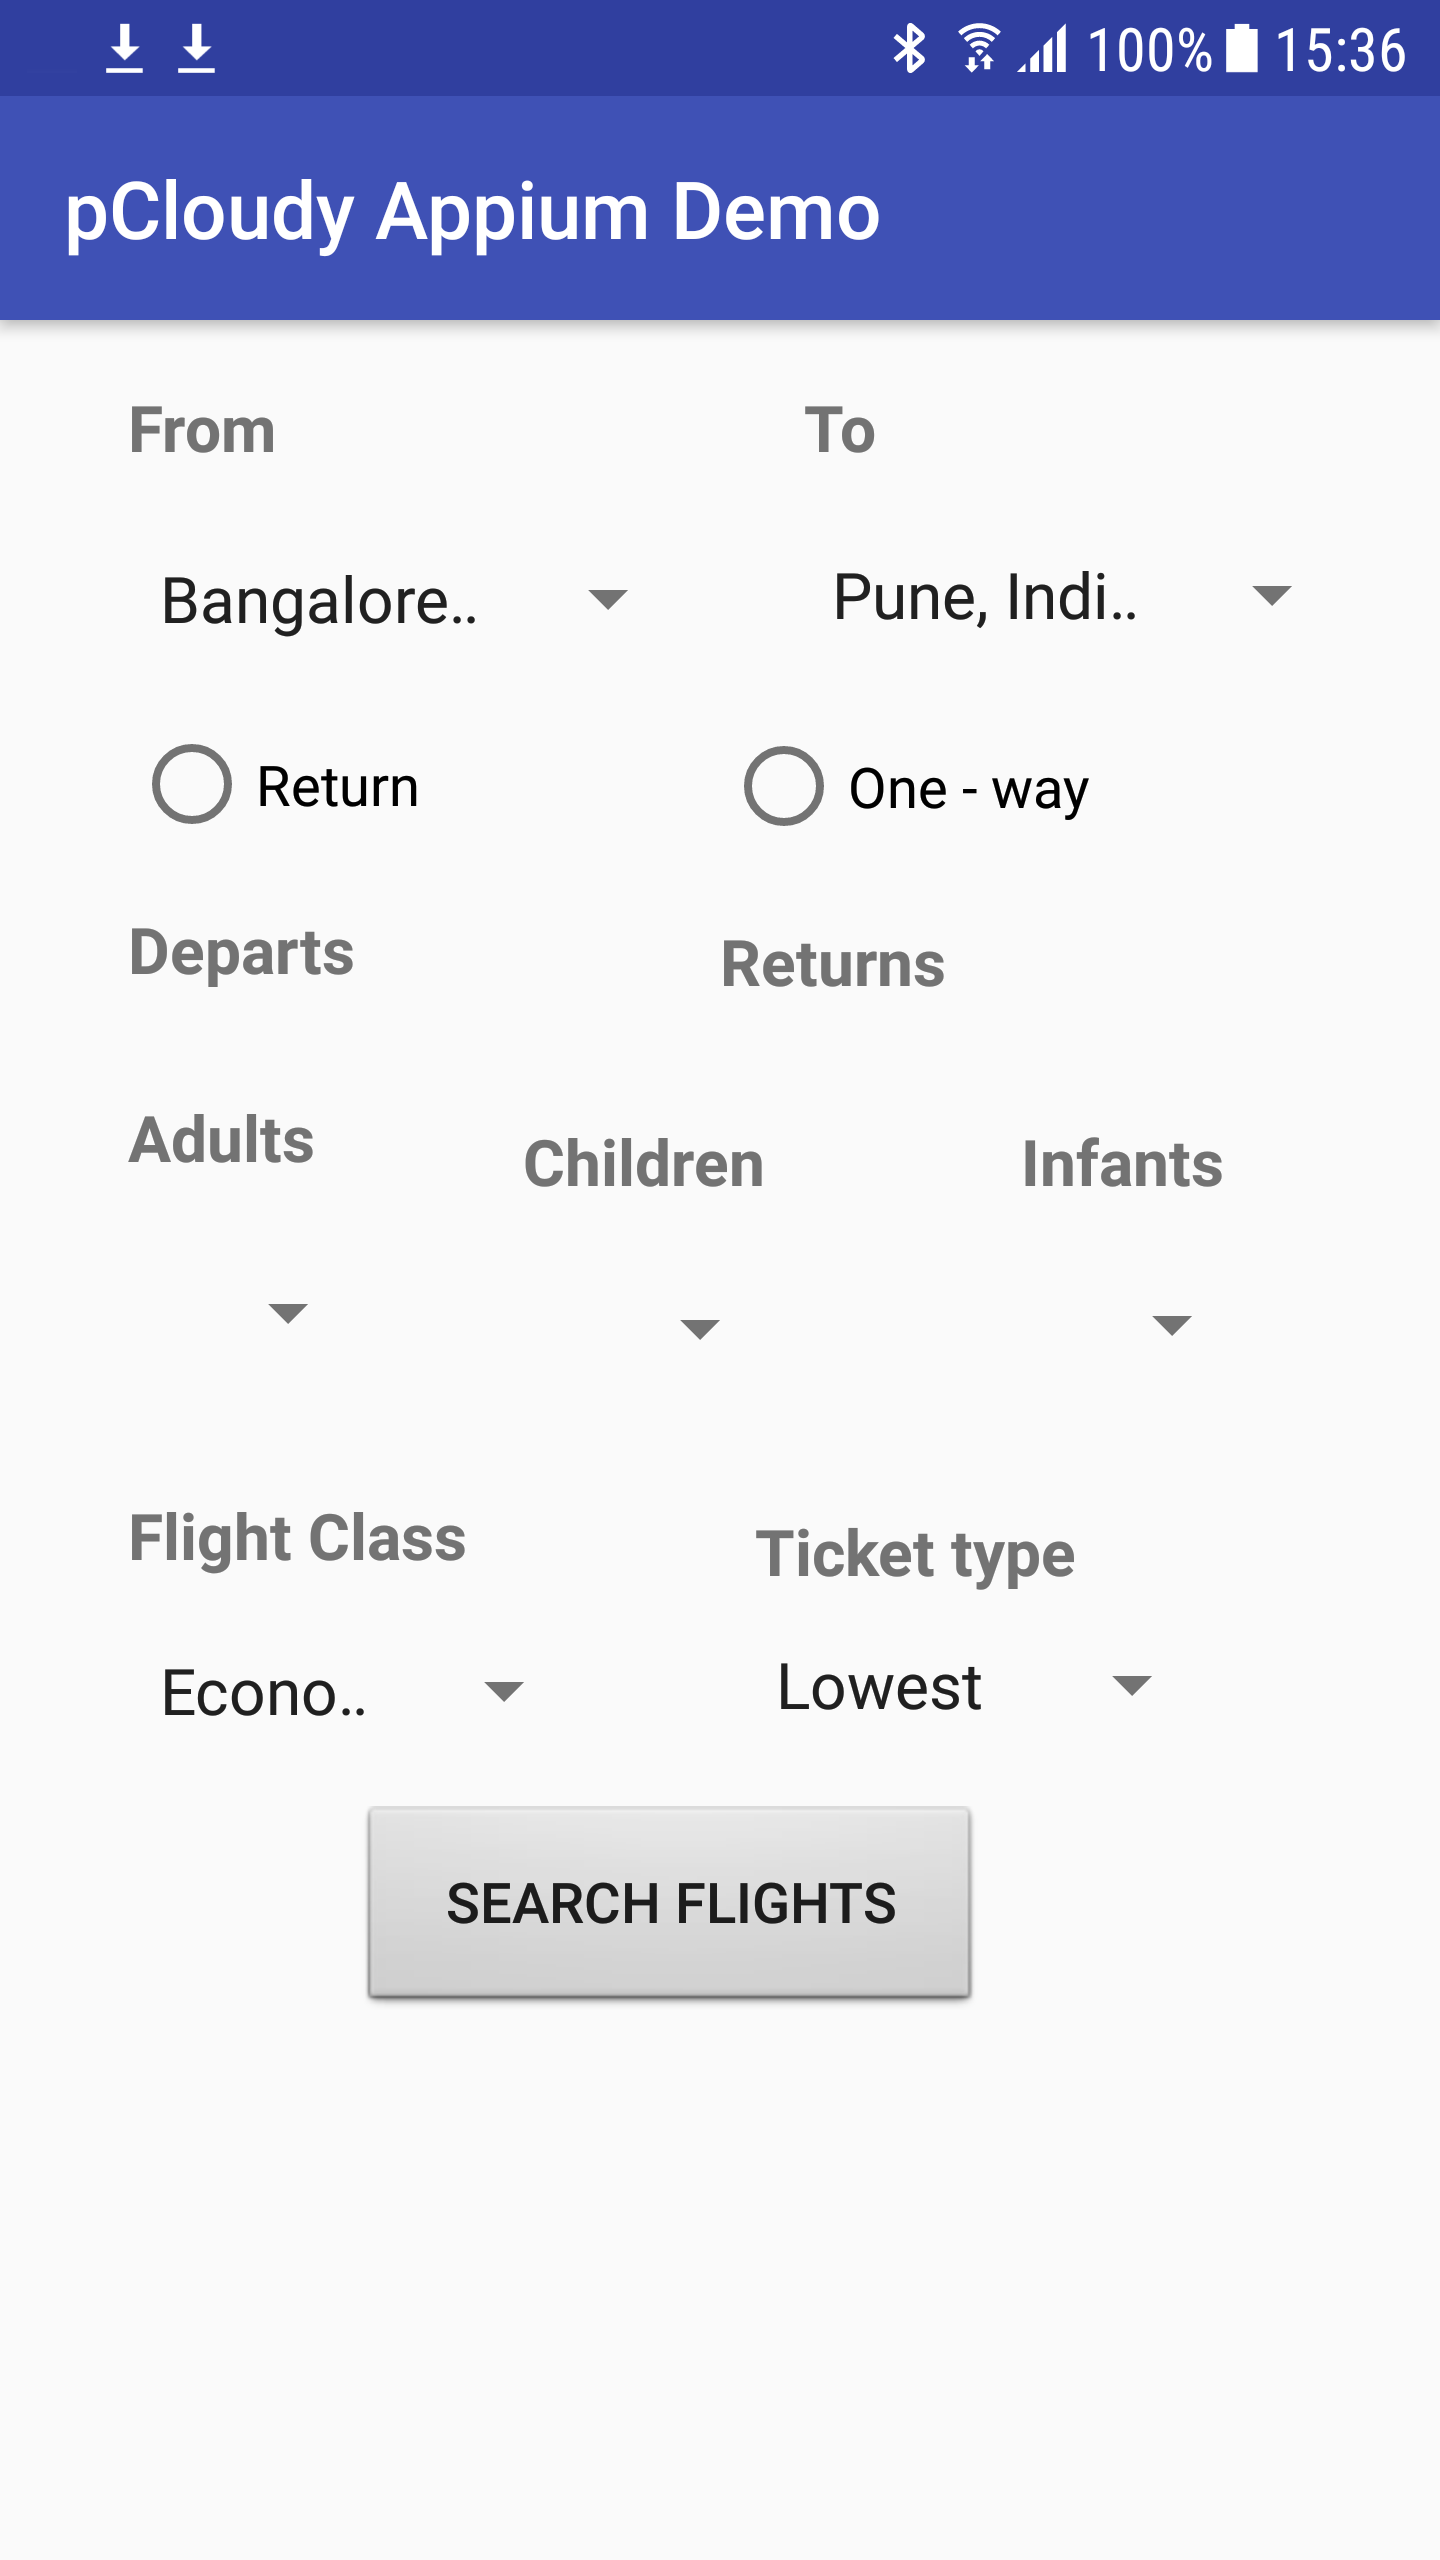 100% 15:36
pCloudy Appium Demo
From To
Bangalore.. Pune, Indi..
Return One - way
Departs Returns
Adults Children Infants
Flight Class Ticket type
Econo.. Lowest
SEARCH FLIGHTS